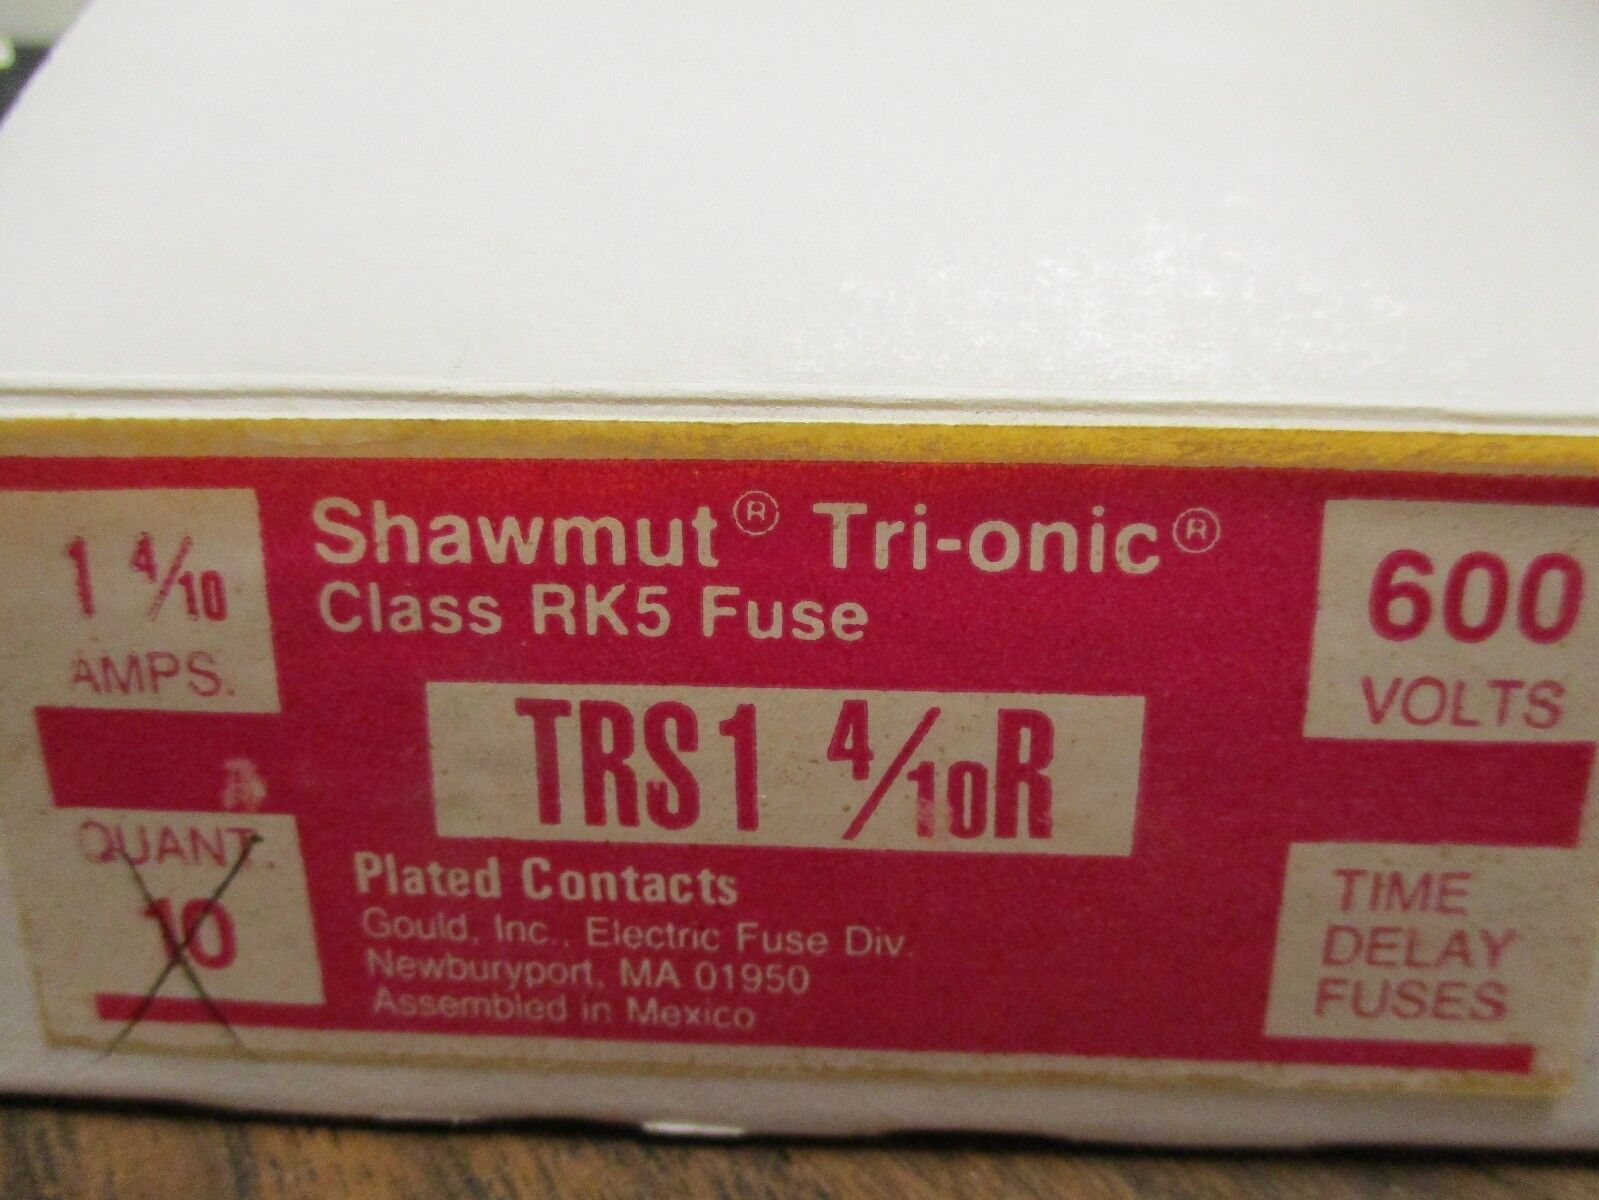 1 4/10
AMPS.
Shawmut® Tri-onic®
Class RK5 Fuse
600
VOLTS
TRS1 4/10R
QUANT.
10
Plated Contacts
Gould, Inc., Electric Fuse Div.
Newburyport, MA 01950
Assembled in Mexico
TIME
DELAY
FUSES